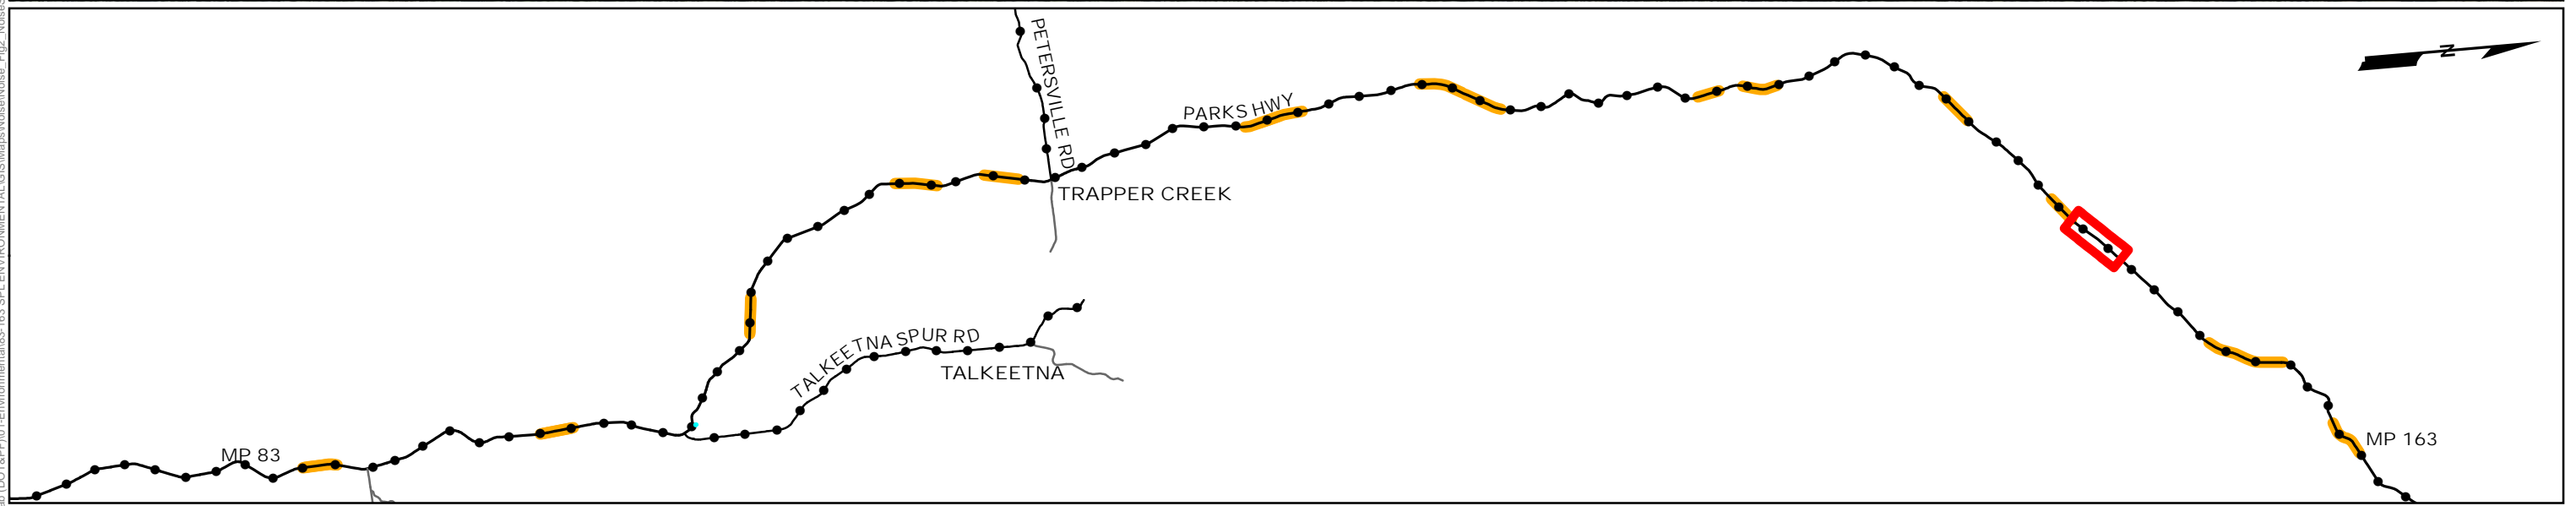 PETERSVILLE RD
N
PARKS HWY
TRAPPER CREEK
TALKEETNA SPUR RD
TALKEETNA
MP 83
MP 163